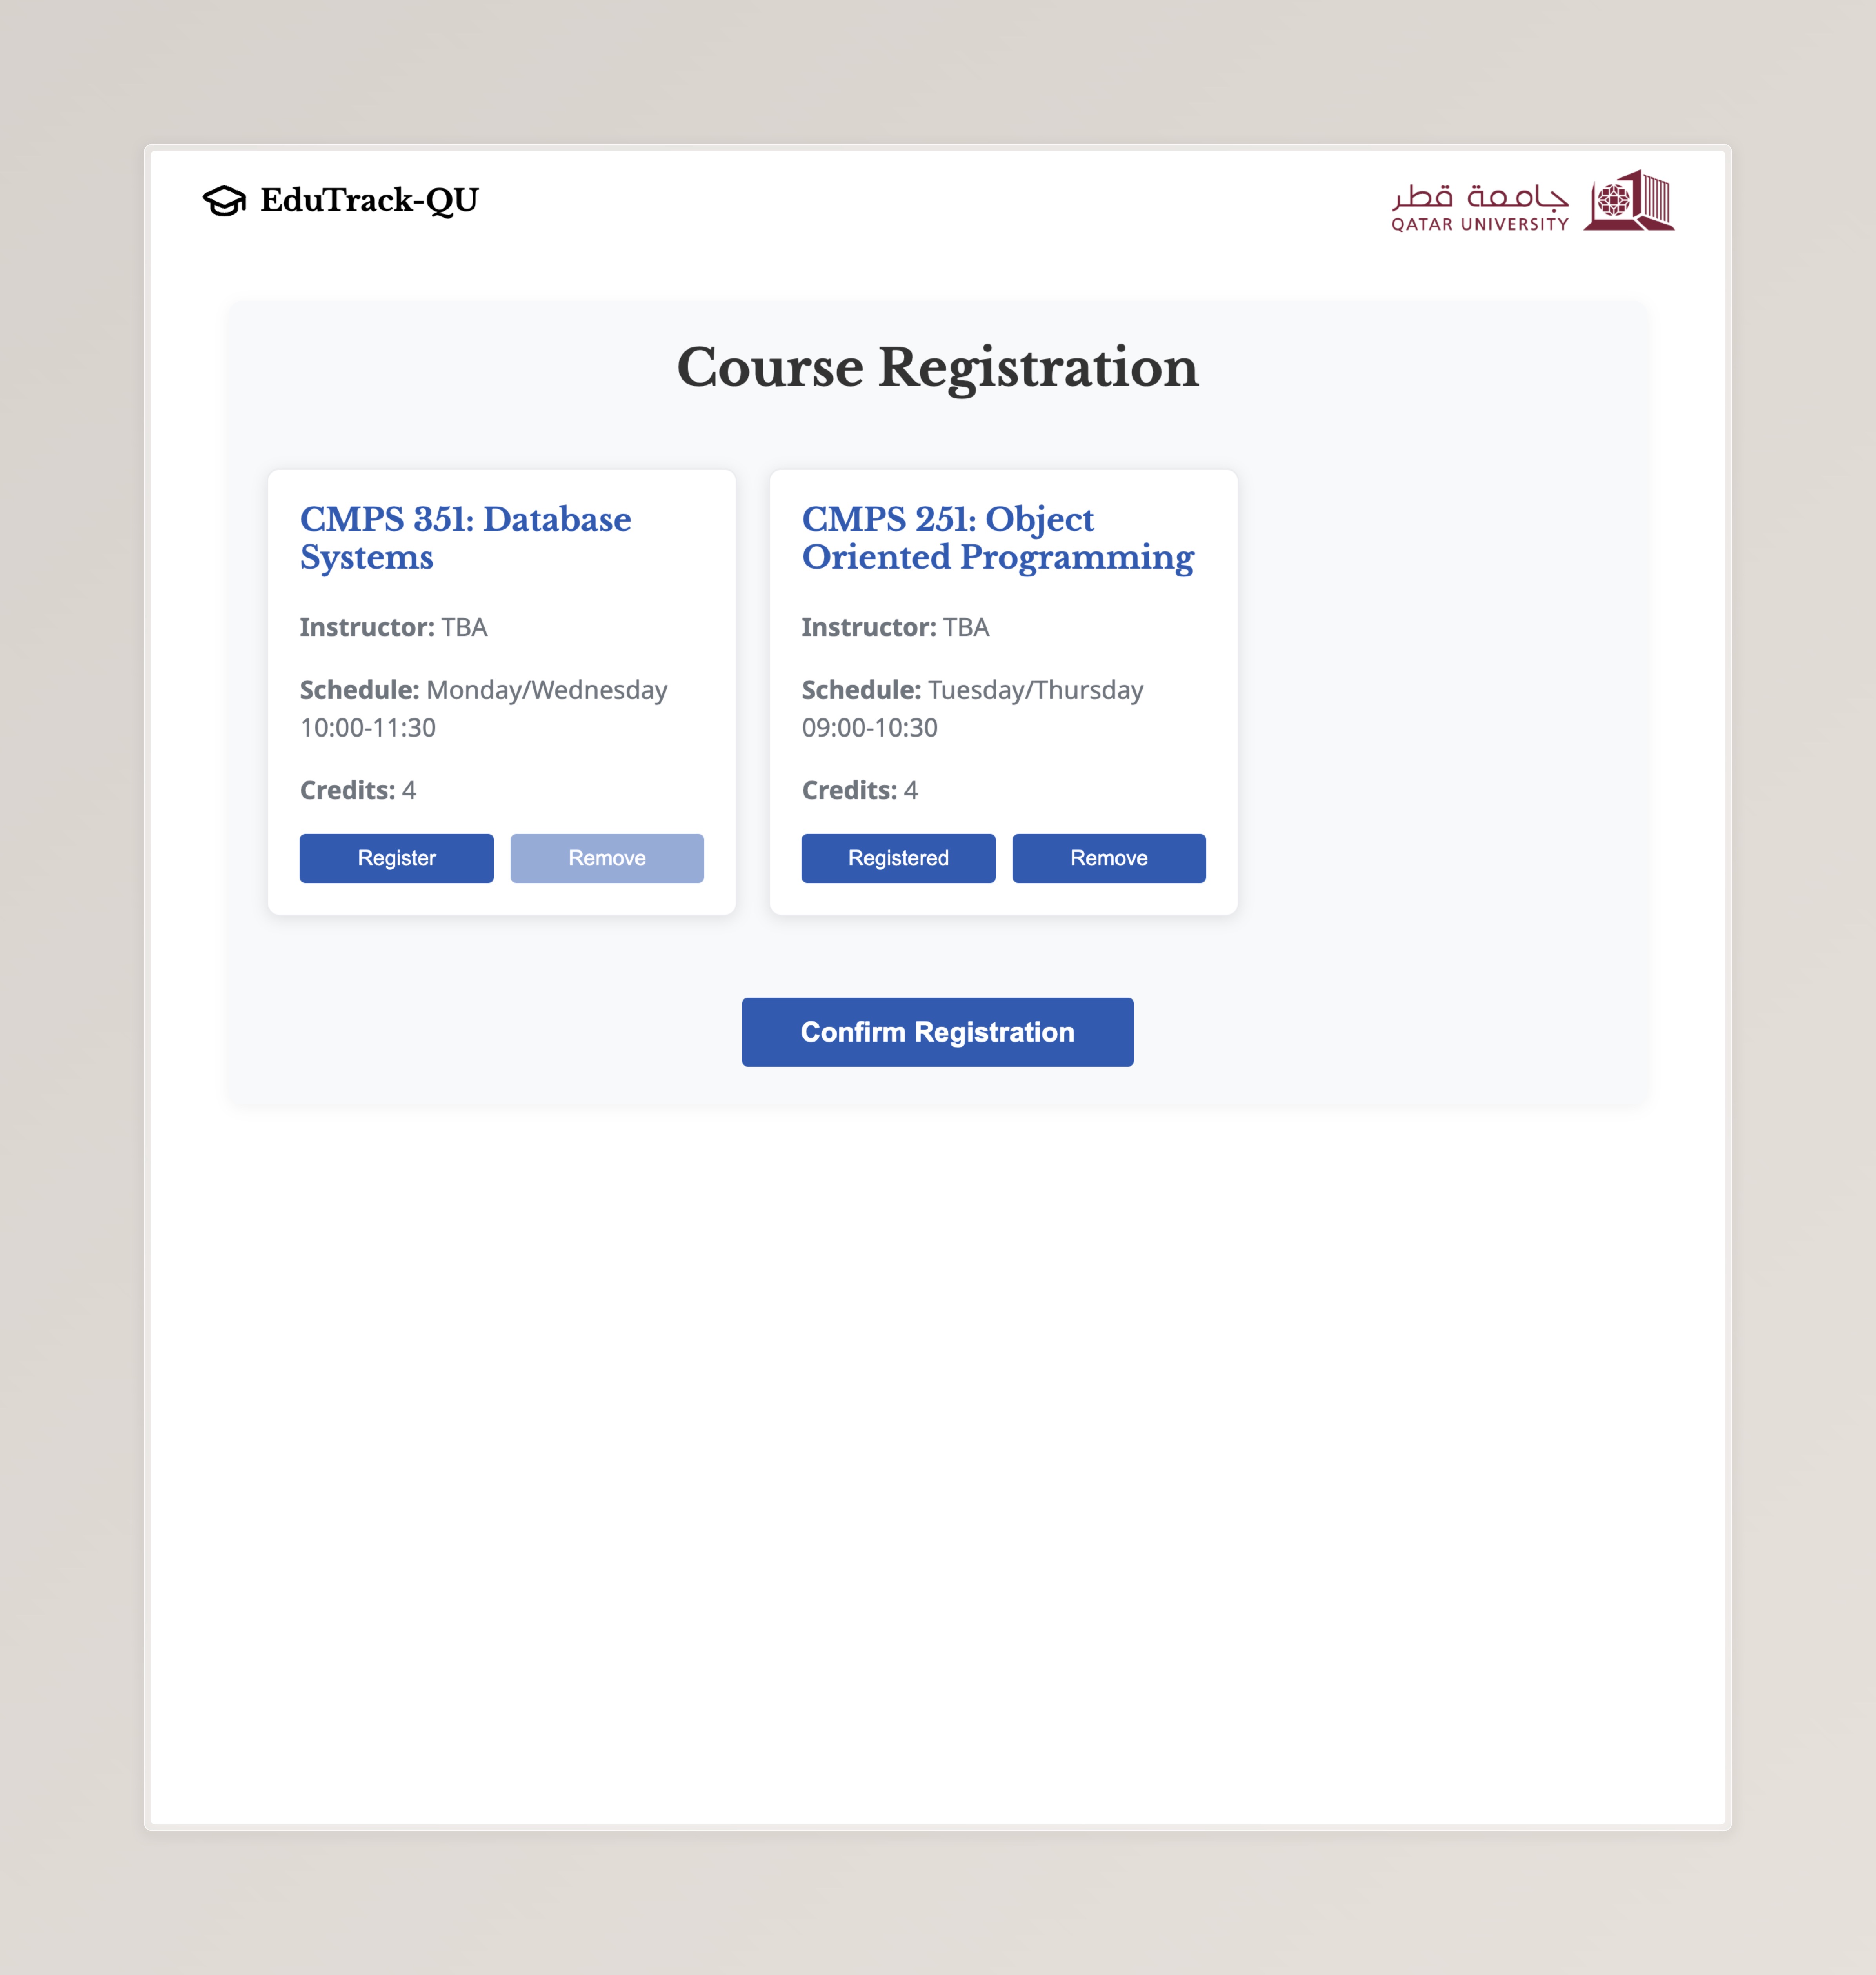 EduTrack-QU
جامعة قطر
QATAR UNIVERSITY
Course Registration
CMPS 351: Database
Systems
Instructor: TBA
Schedule: Monday/Wednesday
10:00-11:30
Credits: 4
Register
Remove
CMPS 251: Object
Oriented Programming
Instructor: TBA
Schedule: Tuesday/Thursday
09:00-10:30
Credits: 4
Registered
Remove
Confirm Registration